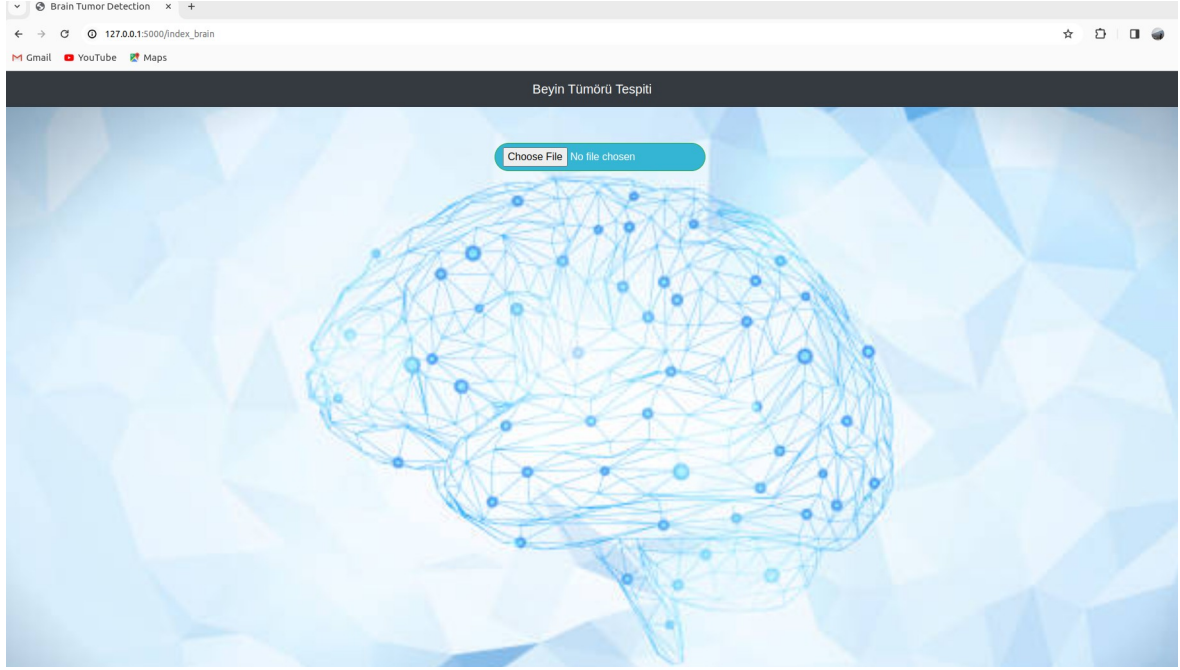 Brain Tumor Detection
127.0.0.1:5000/index_brain
Gmail YouTube Maps
Beyin Tümörü Tespiti
Choose File No file chosen